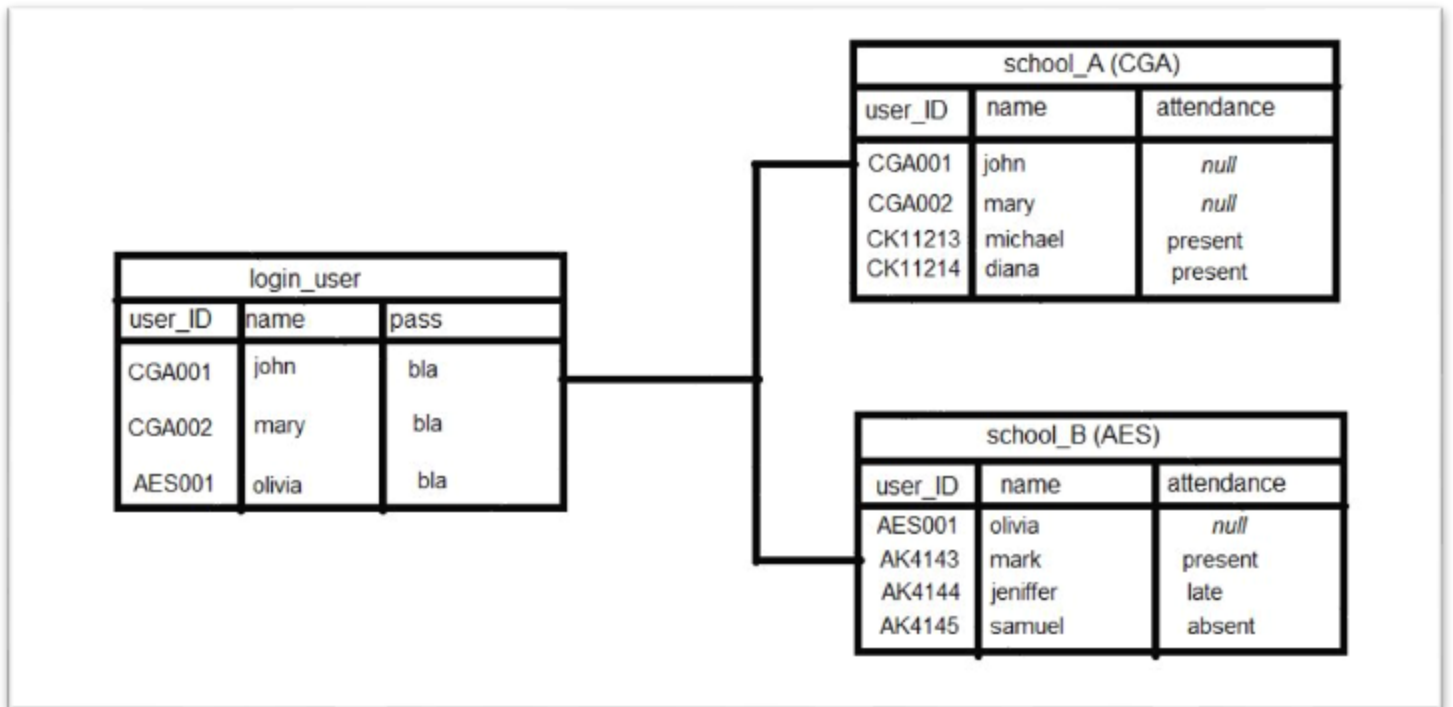 school_A (CGA)
user_ID name attendance
CGA001 john null
CGA002 mary null
CK11213 michael present
CK11214 diana present
login_user
user_ID name pass
CGA001 john bla
CGA002 mary bla
AES001 olivia bla
school_B (AES)
user_ID name attendance
AES001 olivia null
AK4143 mark present
AK4144 jeniffer late
AK4145 samuel absent